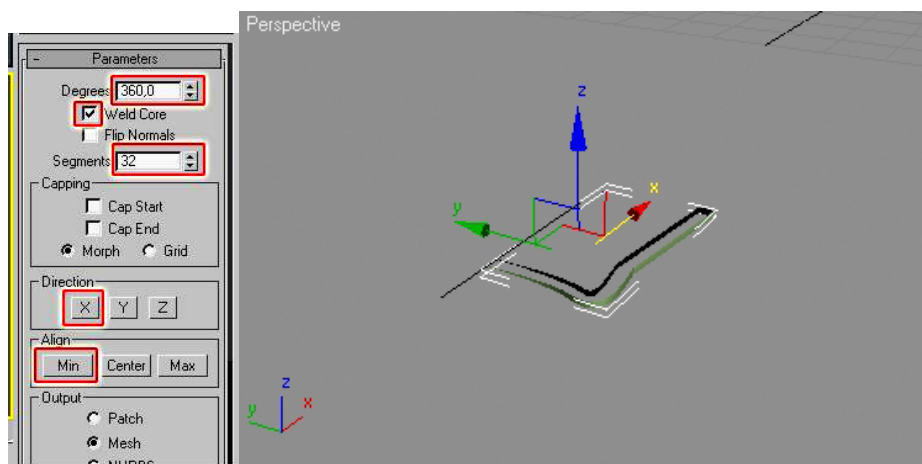 Perspective
- Parameters
Degrees 360,0
Weld Core
Flip Normals
Segments 32
Capping
Cap Start
Cap End
Morph Grid
Direction
X Y Z
Align
Min Center Max
Output
Patch
Mesh
z
x
y
z
x
y